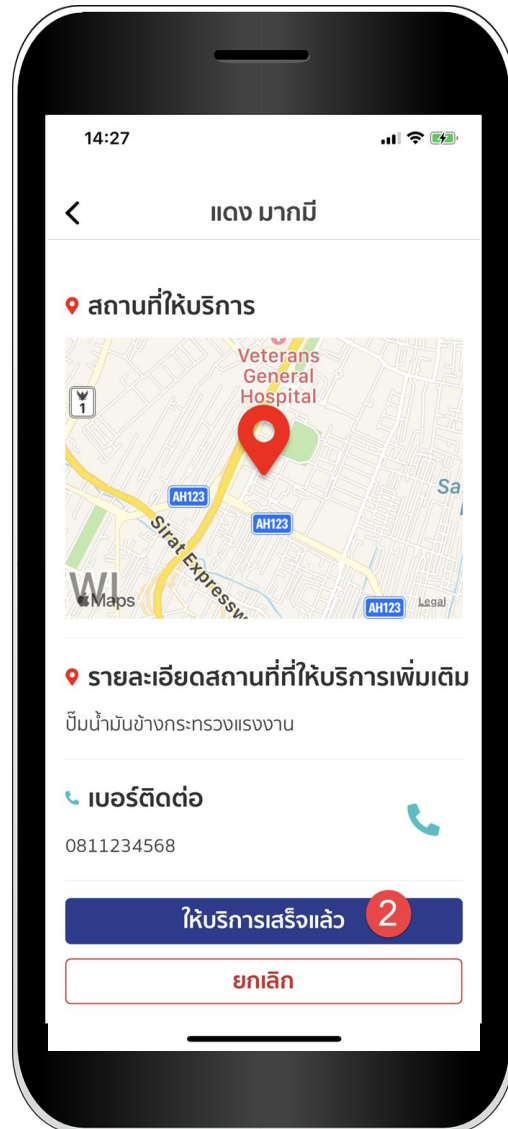 14:27
แดง มากมี
สถานที่ให้บริการ
Veterans
General
Hospital
1
Sa
AH123
AH123
Sirat Expressw
WI
Maps
AH123
Legal
รายละเอียดสถานที่ที่ให้บริการเพิ่มเติม
ปั๊มน้ำมันข้างกระทรวงแรงงาน
เบอร์ติดต่อ
0811234568
ให้บริการเสร็จแล้ว 2
ยกเลิก